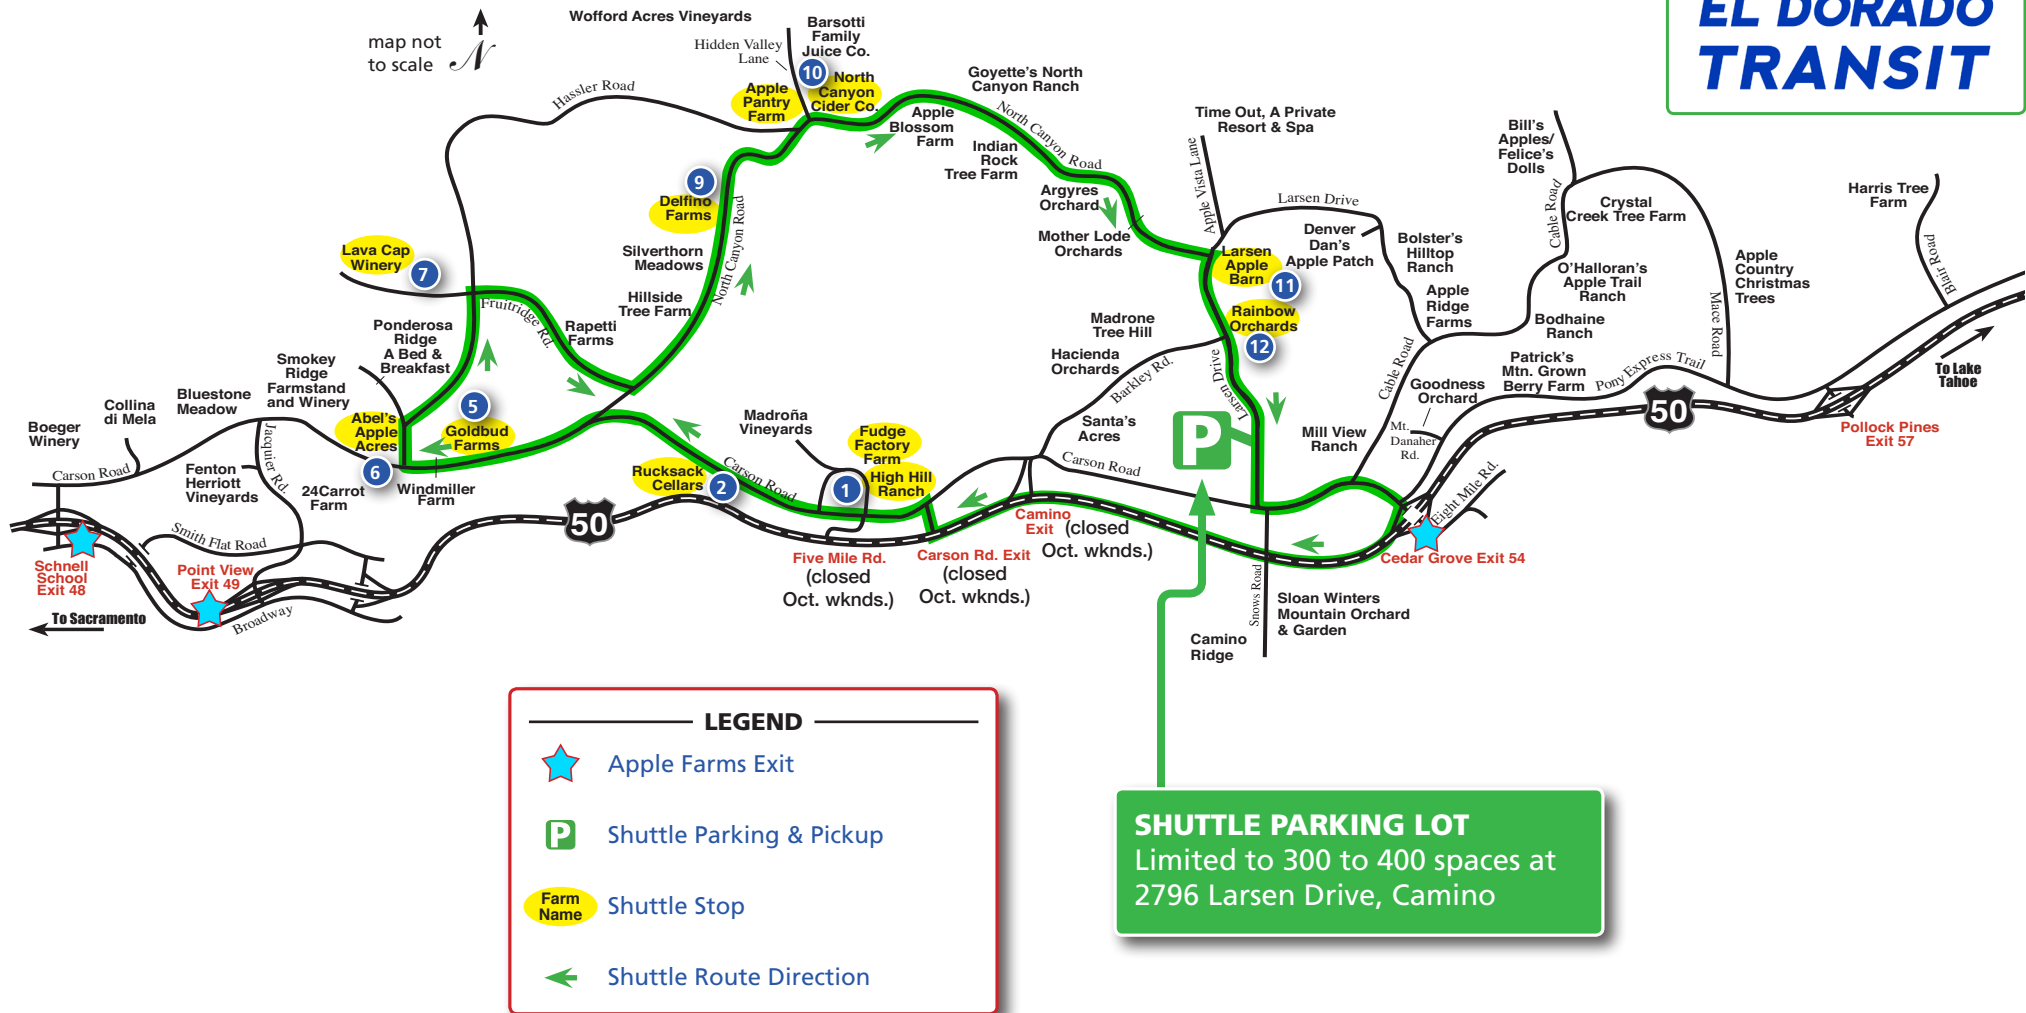 EL DORADO
TRANSIT
map not
to scale
N
Wofford Acres Vineyards
Hidden Valley
Lane
Barsotti
Family
Juice Co.
10
North
Canyon
Cider Co.
Apple
Pantry
Farm
Hassler Road
Goyette's North
Canyon Ranch
North Canyon Road
Apple
Blossom
Farm
Indian
Rock
Tree Farm
Argyres
Orchard
Mother Lode
Orchards
Time Out, A Private
Resort & Spa
Apple Vista Lane
Larsen Drive
Denver
Dan's
Apple Patch
Bolster's
Hilltop
Ranch
Apple
Ridge
Farms
Bill's
Apples/
Felice's
Dolls
Cable Road
Crystal
Creek Tree Farm
O'Halloran's
Apple Trail
Ranch
Bodhaine
Ranch
Patrick's
Mtn. Grown
Berry Farm
Mace Road
Apple
Country
Christmas
Trees
Harris Tree
Farm
Blair Road
To Lake
Tahoe
Pollock Pines
Exit 57
50
Pony Express Trail
Goodness
Orchard
Mt.
Danaher
Rd.
Cable Road
Mill View
Ranch
Eight Mile Rd.
Cedar Grove Exit 54
9
Delfino
Farms
Silverthorn
Meadows
North Canyon Road
Hillside
Tree Farm
Lava Cap
Winery
7
Fruitridge Rd.
Rapetti
Farms
Ponderosa
Ridge
A Bed &
Breakfast
Smokey
Ridge
Farmstand
and Winery
Bluestone
Meadow
Collina
di Mela
Boeger
Winery
Carson Road
Jacquier Rd.
Fenton
Herriott
Vineyards
24Carrot
Farm
Abel's
Apple
Acres
6
5
Goldbud
Farms
Windmiller
Farm
Smith Flat Road
Schnell
School
Exit 48
Point View
Exit 49
Broadway
To Sacramento
50
Rucksack
Cellars
2
Carson Road
Madroña
Vineyards
1
Fudge
Factory
Farm
High Hill
Ranch
Five Mile Rd.
(closed
Oct. wknds.)
Carson Rd. Exit
(closed
Oct. wknds.)
Camino
Exit (closed
Oct. wknds.)
Larsen
Apple
Barn
11
Rainbow
Orchards
12
Larsen Drive
Madrone
Tree Hill
Hacienda
Orchards
Barkley Rd.
Santa's
Acres
Carson Road
P
Snows Road
Sloan Winters
Mountain Orchard
& Garden
Camino
Ridge
LEGEND
Apple Farms Exit
P
Shuttle Parking & Pickup
Farm
Name
Shuttle Stop
Shuttle Route Direction
SHUTTLE PARKING LOT
Limited to 300 to 400 spaces at
2796 Larsen Drive, Camino